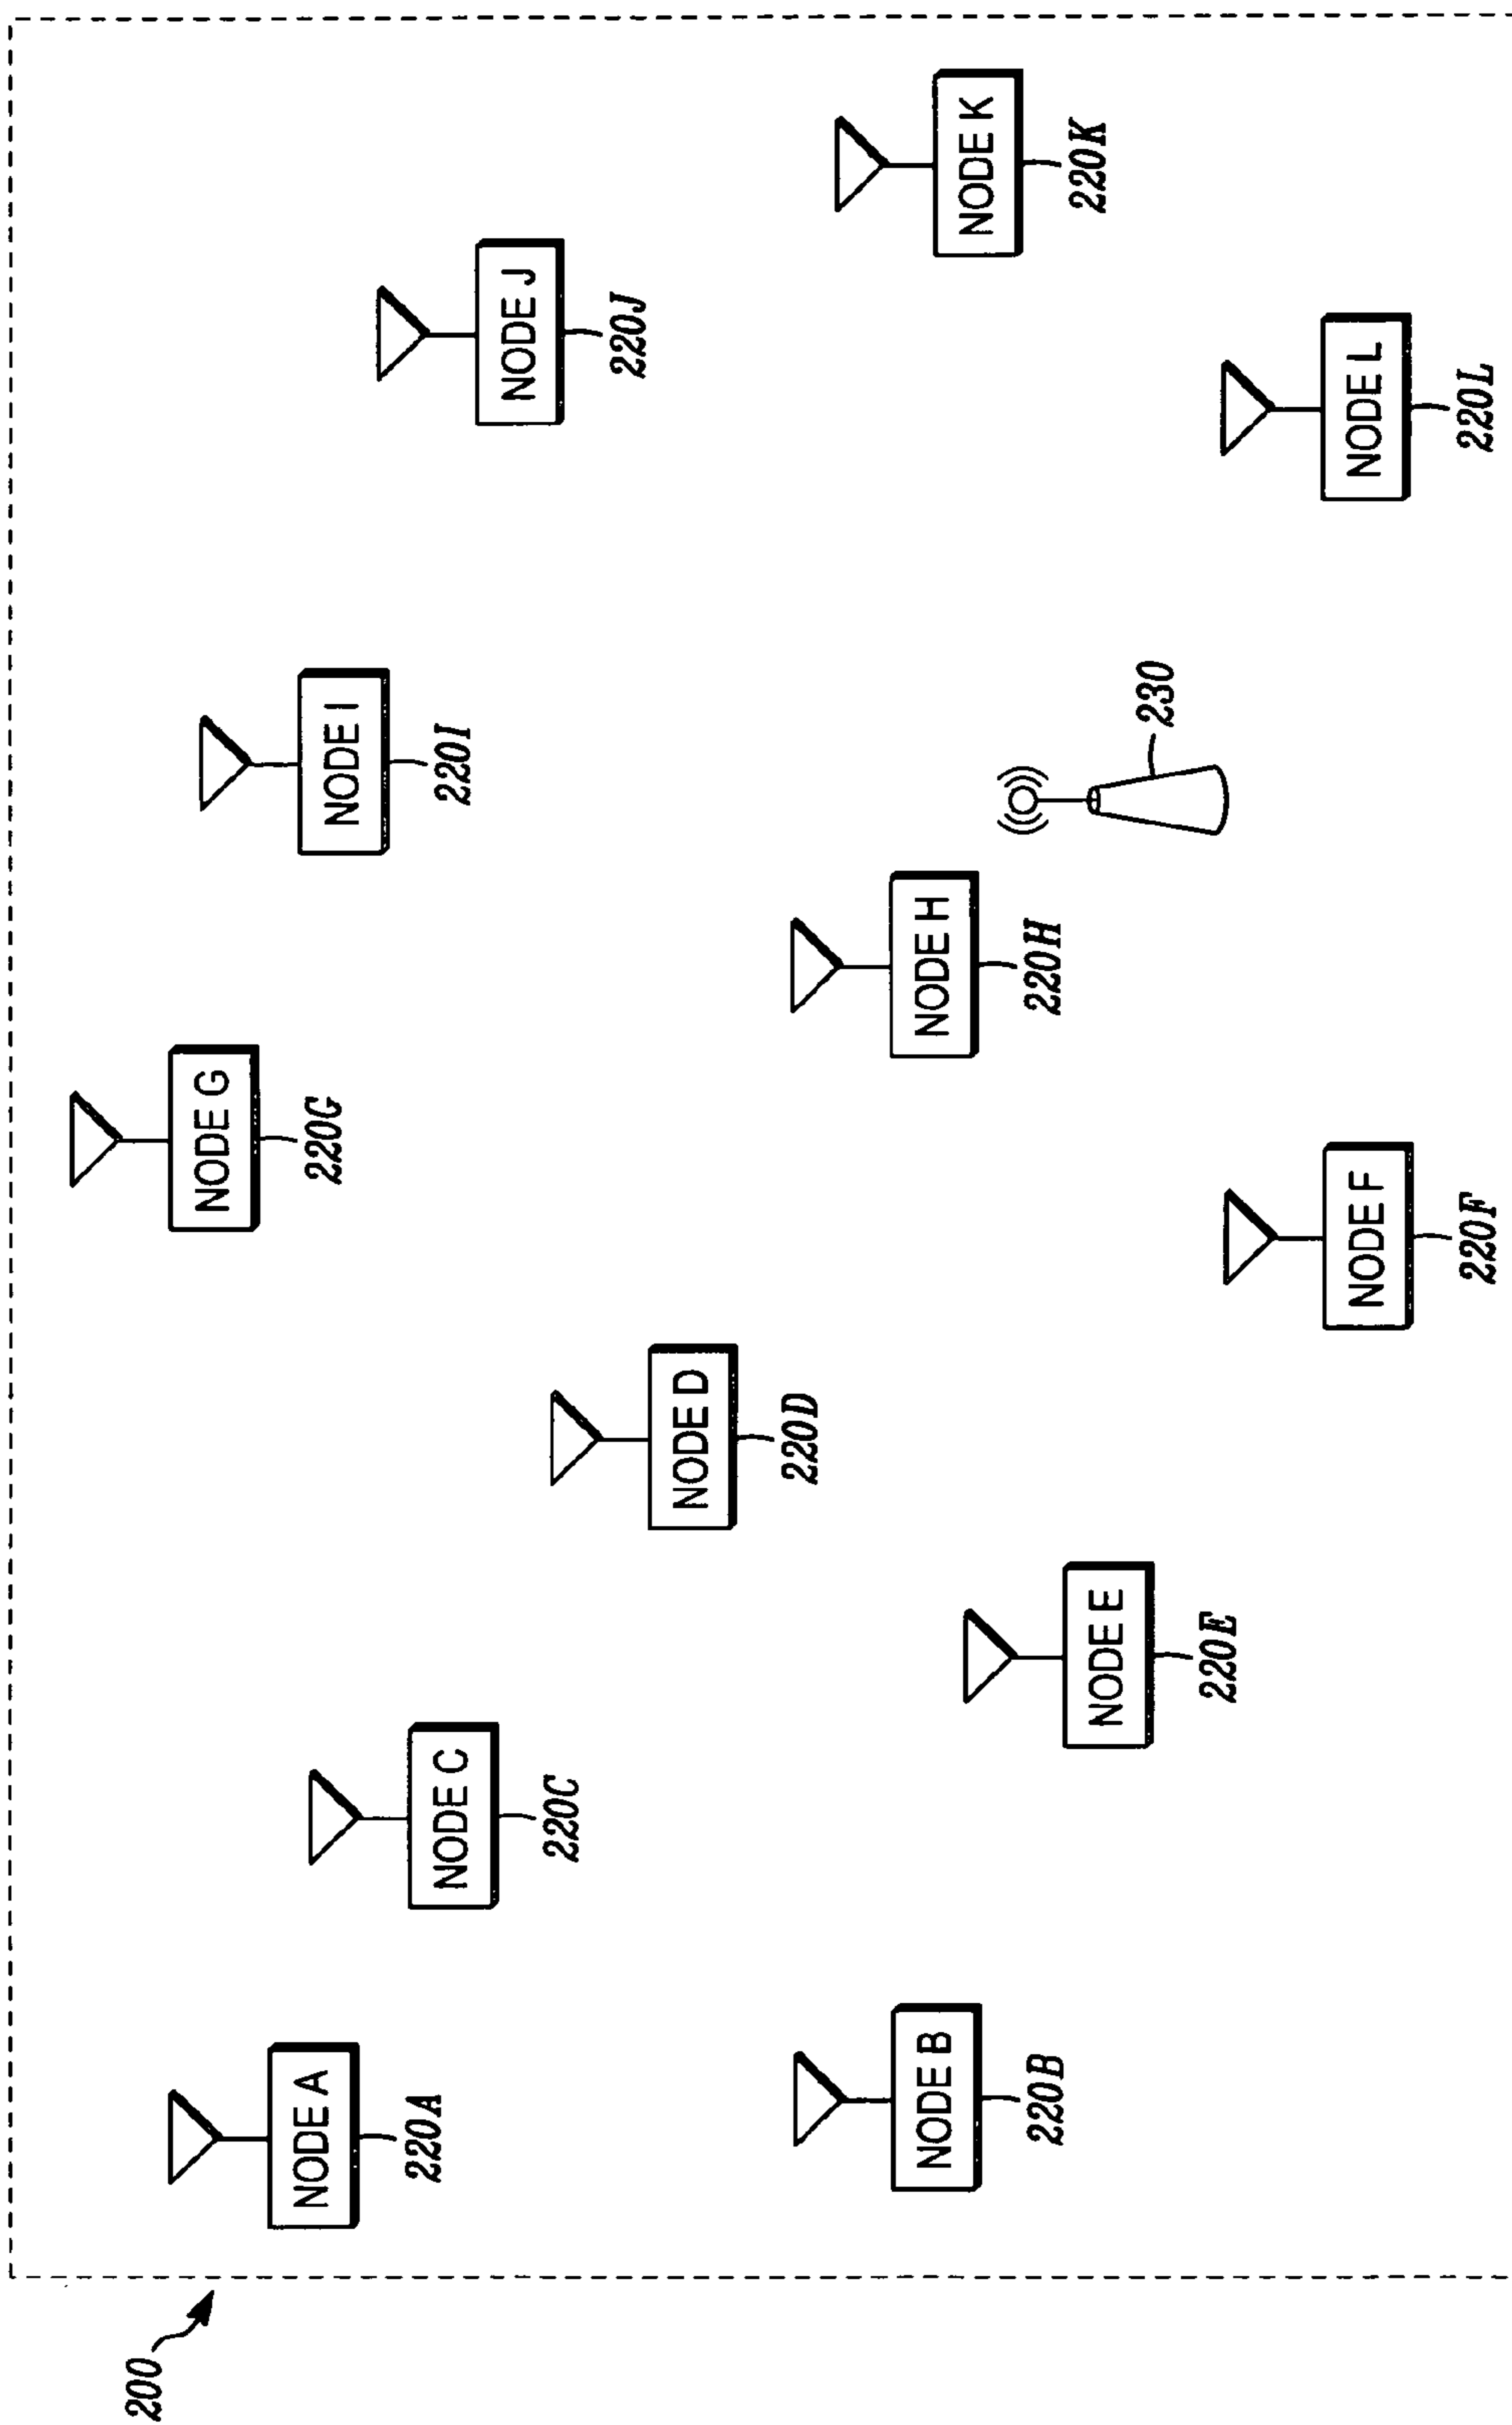 200
NODE G
220G
NODE A
220A
NODE I
220I
NODE C
220C
NODE J
220J
NODE D
220D
NODE B
220B
NODE H
220H
NODE K
220K
NODE E
220E
230
NODE F
220F
NODE L
220L